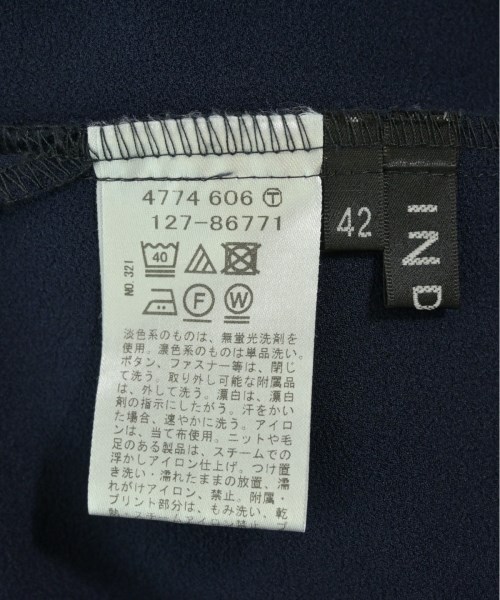 4774 606 Ⓣ
127-86771
40
NO.321
F W
淡色系のものは、無蛍光洗剤を
使用。濃色系のものは単品洗い。
ボタン、ファスナー等は、閉じ
て洗う。取り外し可能な附属品
は、外して洗う。漂白は、漂白
剤の指示にしたがう。汗をかい
た場合、速やかに洗う。アイロ
ンは、当て布使用。ニットや毛
足のある製品は、スチームでの
浮かしアイロン仕上げ。つけ置
き洗い・濡れたままの放置、濡
れがけアイロン、禁止。附属・
プリント部分は、もみ洗い、乾
42
IND